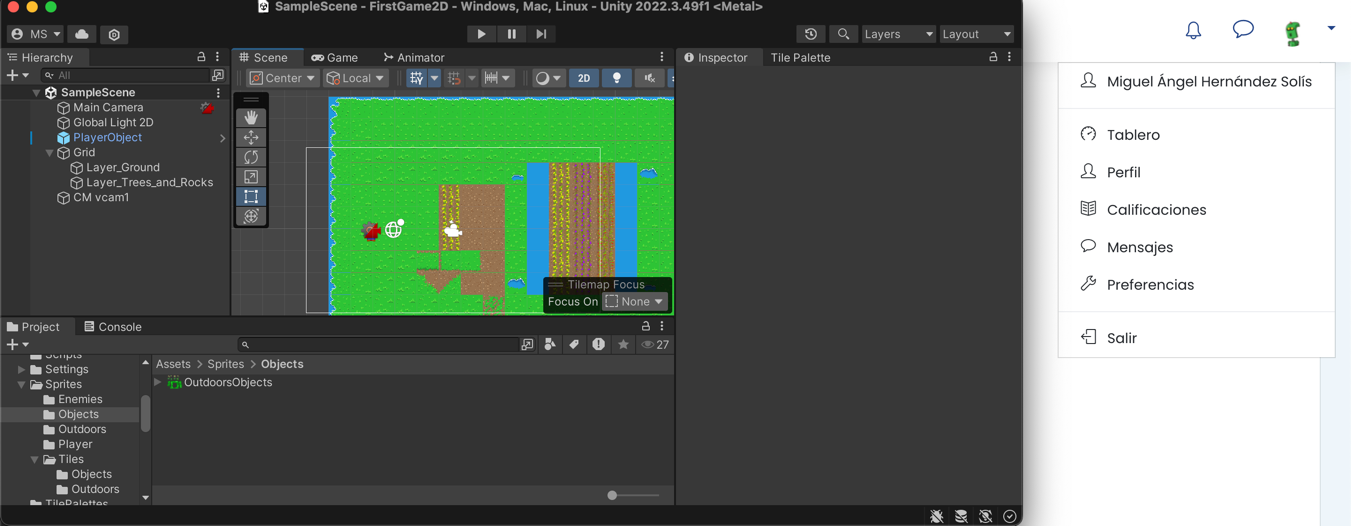 SampleScene - FirstGame2D - Windows, Mac, Linux - Unity 2022.3.49f1 <Metal>
MS
Layers
Layout
Hierarchy
Scene
Game
Animator
Inspector
Tile Palette
All
Center
Local
2D
SampleScene
Main Camera
Global Light 2D
PlayerObject
Grid
Layer_Ground
Layer_Trees_and_Rocks
CM vcam1
Tilemap Focus
Focus On
None
Project
Console
27
Scripts
Settings
Sprites
Enemies
Objects
Outdoors
Player
Tiles
Objects
Outdoors
TilePalettes
Assets > Sprites > Objects
OutdoorsObjects
Miguel Ángel Hernández Solís
Tablero
Perfil
Calificaciones
Mensajes
Preferencias
Salir